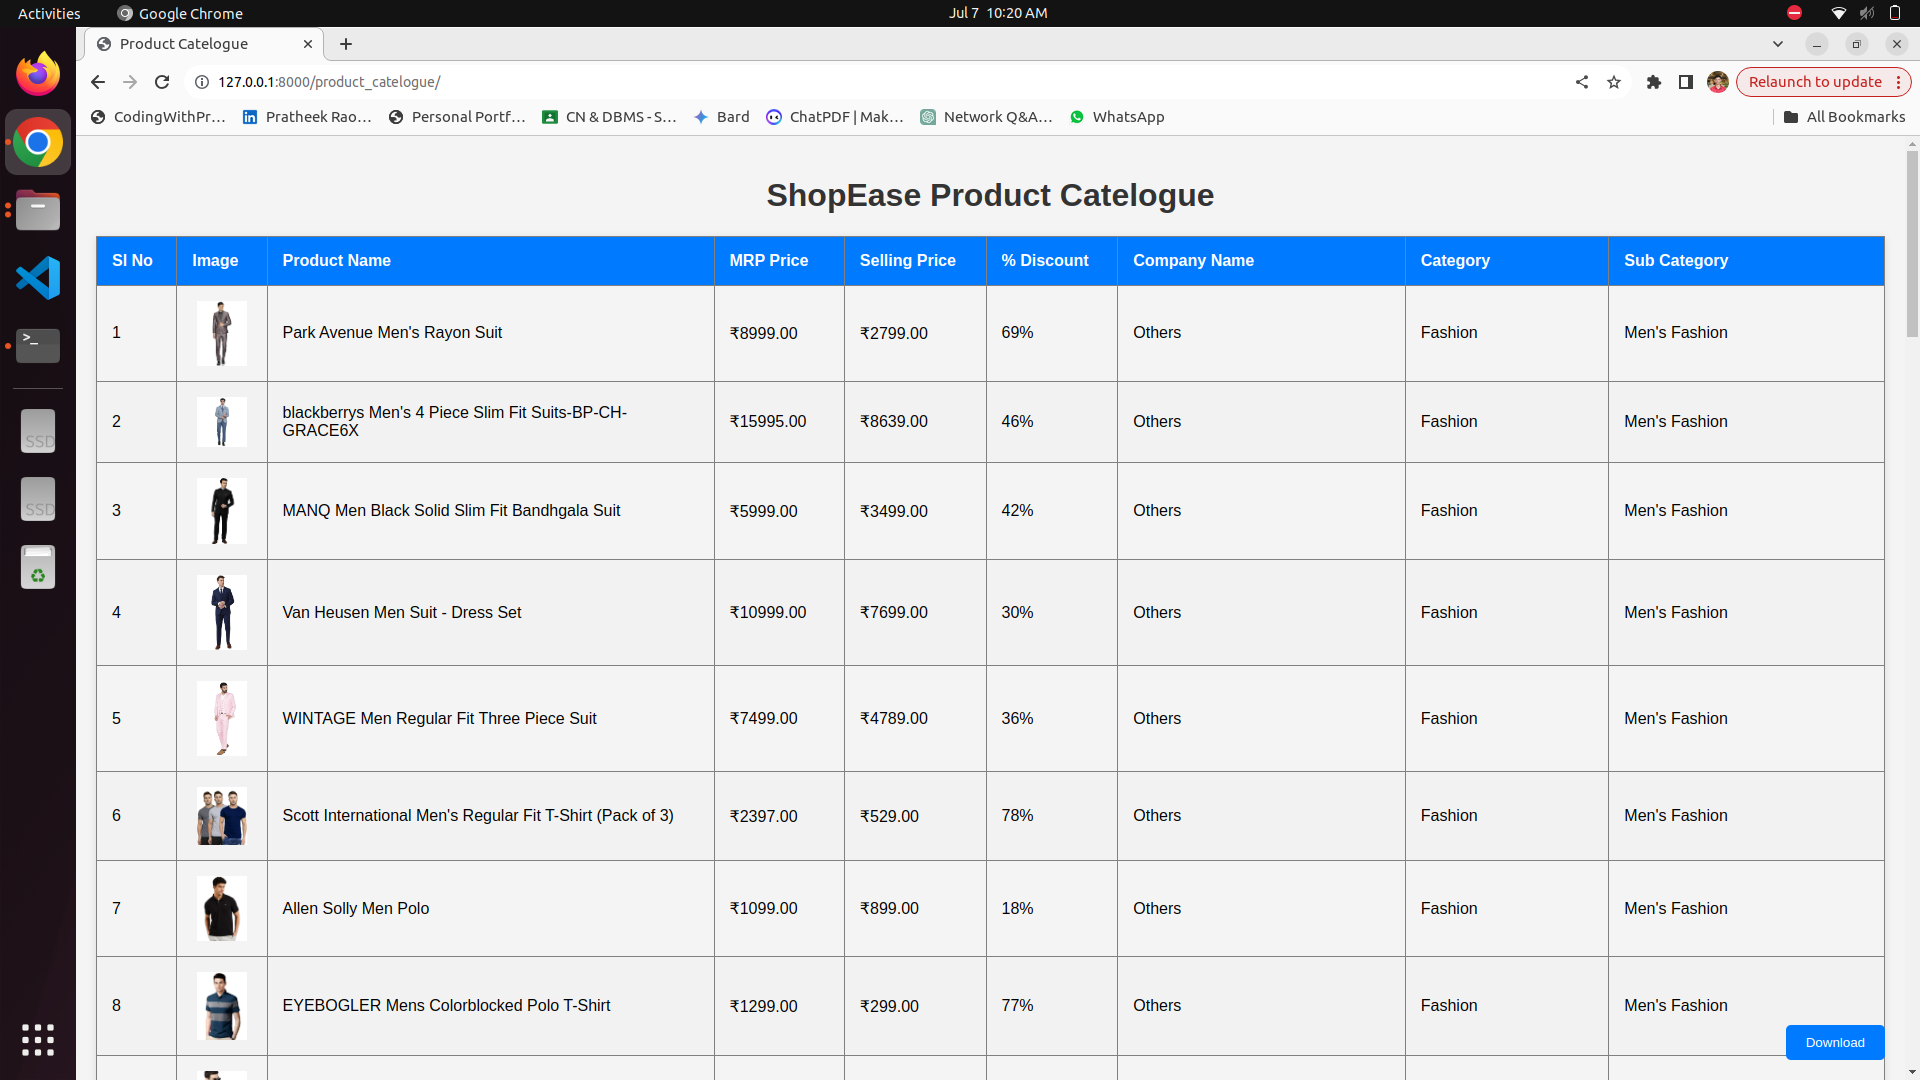 Activities
Google Chrome
Jul 7 10:20 AM
Product Catelogue
127.0.0.1:8000/product_catelogue/
Relaunch to update
CodingWithPr...
Pratheek Rao...
Personal Portf...
CN & DBMS - S...
Bard
ChatPDF | Mak...
Network Q&A...
WhatsApp
All Bookmarks
ShopEase Product Catelogue
Sl No Image Product Name MRP Price Selling Price % Discount Company Name Category Sub Category
1 Park Avenue Men's Rayon Suit ₹8999.00 ₹2799.00 69% Others Fashion Men's Fashion
2 blackberrys Men's 4 Piece Slim Fit Suits-BP-CH-
GRACE6X ₹15995.00 ₹8639.00 46% Others Fashion Men's Fashion
3 MANQ Men Black Solid Slim Fit Bandhgala Suit ₹5999.00 ₹3499.00 42% Others Fashion Men's Fashion
4 Van Heusen Men Suit - Dress Set ₹10999.00 ₹7699.00 30% Others Fashion Men's Fashion
5 WINTAGE Men Regular Fit Three Piece Suit ₹7499.00 ₹4789.00 36% Others Fashion Men's Fashion
6 Scott International Men's Regular Fit T-Shirt (Pack of 3) ₹2397.00 ₹529.00 78% Others Fashion Men's Fashion
7 Allen Solly Men Polo ₹1099.00 ₹899.00 18% Others Fashion Men's Fashion
8 EYEBOGLER Mens Colorblocked Polo T-Shirt ₹1299.00 ₹299.00 77% Others Fashion Men's Fashion
Download
SSD
SSD